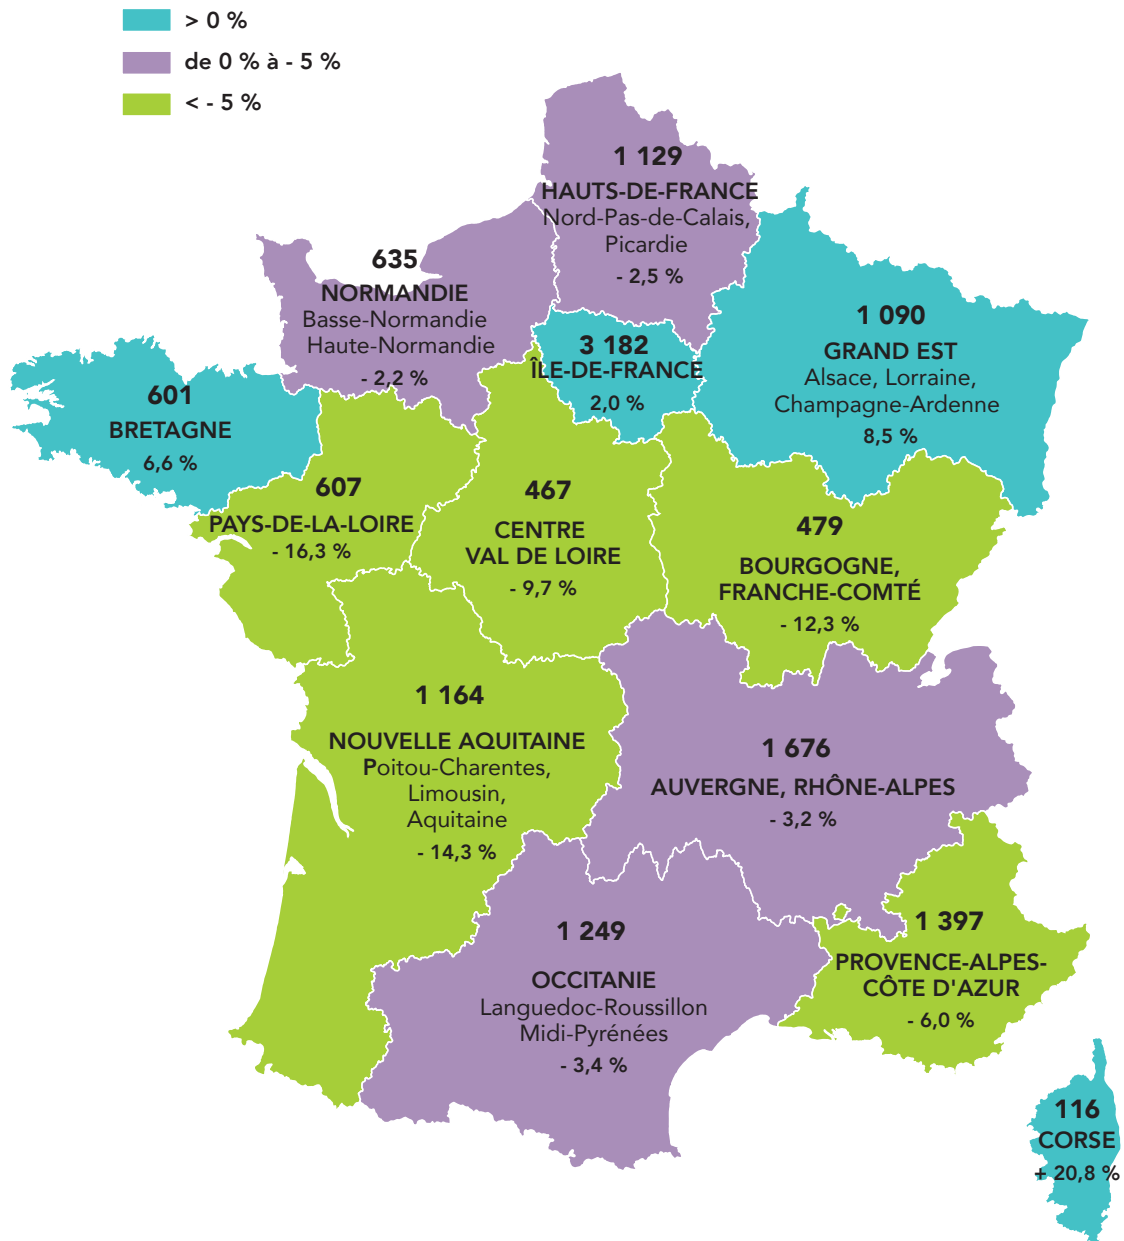 > 0 %
de 0 % à - 5 %
< - 5 %
1 129
HAUTS-DE-FRANCE
Nord-Pas-de-Calais,
Picardie
- 2,5 %
635
NORMANDIE
Basse-Normandie
Haute-Normandie
- 2,2 %
3 182
ÎLE-DE-FRANCE
2,0 %
1 090
GRAND EST
Alsace, Lorraine,
Champagne-Ardenne
8,5 %
601
BRETAGNE
6,6 %
607
PAYS-DE-LA-LOIRE
- 16,3 %
467
CENTRE
VAL DE LOIRE
- 9,7 %
479
BOURGOGNE,
FRANCHE-COMTÉ
- 12,3 %
1 164
NOUVELLE AQUITAINE
Poitou-Charentes,
Limousin,
Aquitaine
- 14,3 %
1 676
AUVERGNE, RHÔNE-ALPES
- 3,2 %
1 249
OCCITANIE
Languedoc-Roussillon
Midi-Pyrénées
- 3,4 %
1 397
PROVENCE-ALPES-
CÔTE D'AZUR
- 6,0 %
116
CORSE
+ 20,8 %